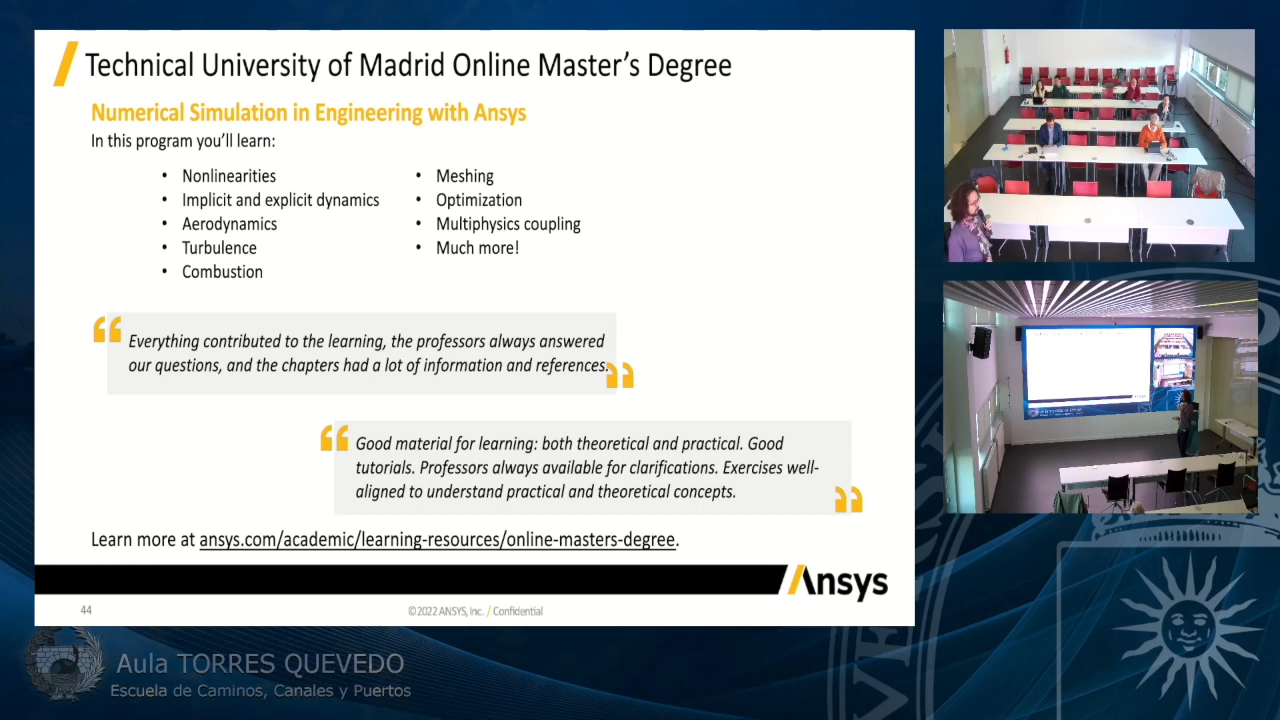 Technical University of Madrid Online Master's Degree
Numerical Simulation in Engineering with Ansys
In this program you'll learn:
• Nonlinearities
• Implicit and explicit dynamics
• Aerodynamics
• Turbulence
• Combustion
• Meshing
• Optimization
• Multiphysics coupling
• Much more!
“ Everything contributed to the learning, the professors always answered
our questions, and the chapters had a lot of information and references. ”
“ Good material for learning: both theoretical and practical. Good
tutorials. Professors always available for clarifications. Exercises well-
aligned to understand practical and theoretical concepts. ”
Learn more at ansys.com/academic/learning-resources/online-masters-degree.
Ansys
44
©2022 ANSYS, Inc. / Confidential
Aula TORRES QUEVEDO
Escuela de Caminos, Canales y Puertos